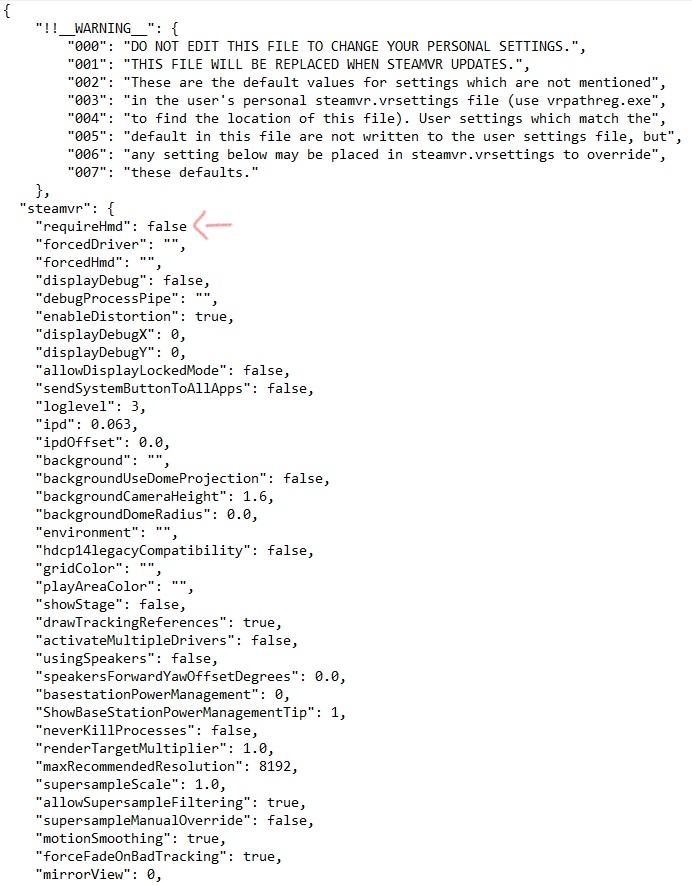 {
"!!__WARNING__": {
"000": "DO NOT EDIT THIS FILE TO CHANGE YOUR PERSONAL SETTINGS.",
"001": "THIS FILE WILL BE REPLACED WHEN STEAMVR UPDATES.",
"002": "These are the default values for settings which are not mentioned",
"003": "in the user's personal steamvr.vrsettings file (use vrpathreg.exe",
"004": "to find the location of this file). User settings which match the",
"005": "default in this file are not written to the user settings file, but",
"006": "any setting below may be placed in steamvr.vrsettings to override",
"007": "these defaults."
},
"steamvr": {
"requireHmd": false
"forcedDriver": "",
"forcedHmd": "",
"displayDebug": false,
"debugProcessPipe": "",
"enableDistortion": true,
"displayDebugX": 0,
"displayDebugY": 0,
"allowDisplayLockedMode": false,
"sendSystemButtonToAllApps": false,
"loglevel": 3,
"ipd": 0.063,
"ipdOffset": 0.0,
"background": "",
"backgroundUseDomeProjection": false,
"backgroundCameraHeight": 1.6,
"backgroundDomeRadius": 0.0,
"environment": "",
"hdcp14legacyCompatibility": false,
"gridColor": "",
"playAreaColor": "",
"showStage": false,
"drawTrackingReferences": true,
"activateMultipleDrivers": false,
"usingSpeakers": false,
"speakersForwardYawOffsetDegrees": 0.0,
"basestationPowerManagement": 0,
"ShowBaseStationPowerManagementTip": 1,
"neverKillProcesses": false,
"renderTargetMultiplier": 1.0,
"maxRecommendedResolution": 8192,
"supersampleScale": 1.0,
"allowSupersampleFiltering": true,
"supersampleManualOverride": false,
"motionSmoothing": true,
"forceFadeOnBadTracking": true,
"mirrorView": 0,